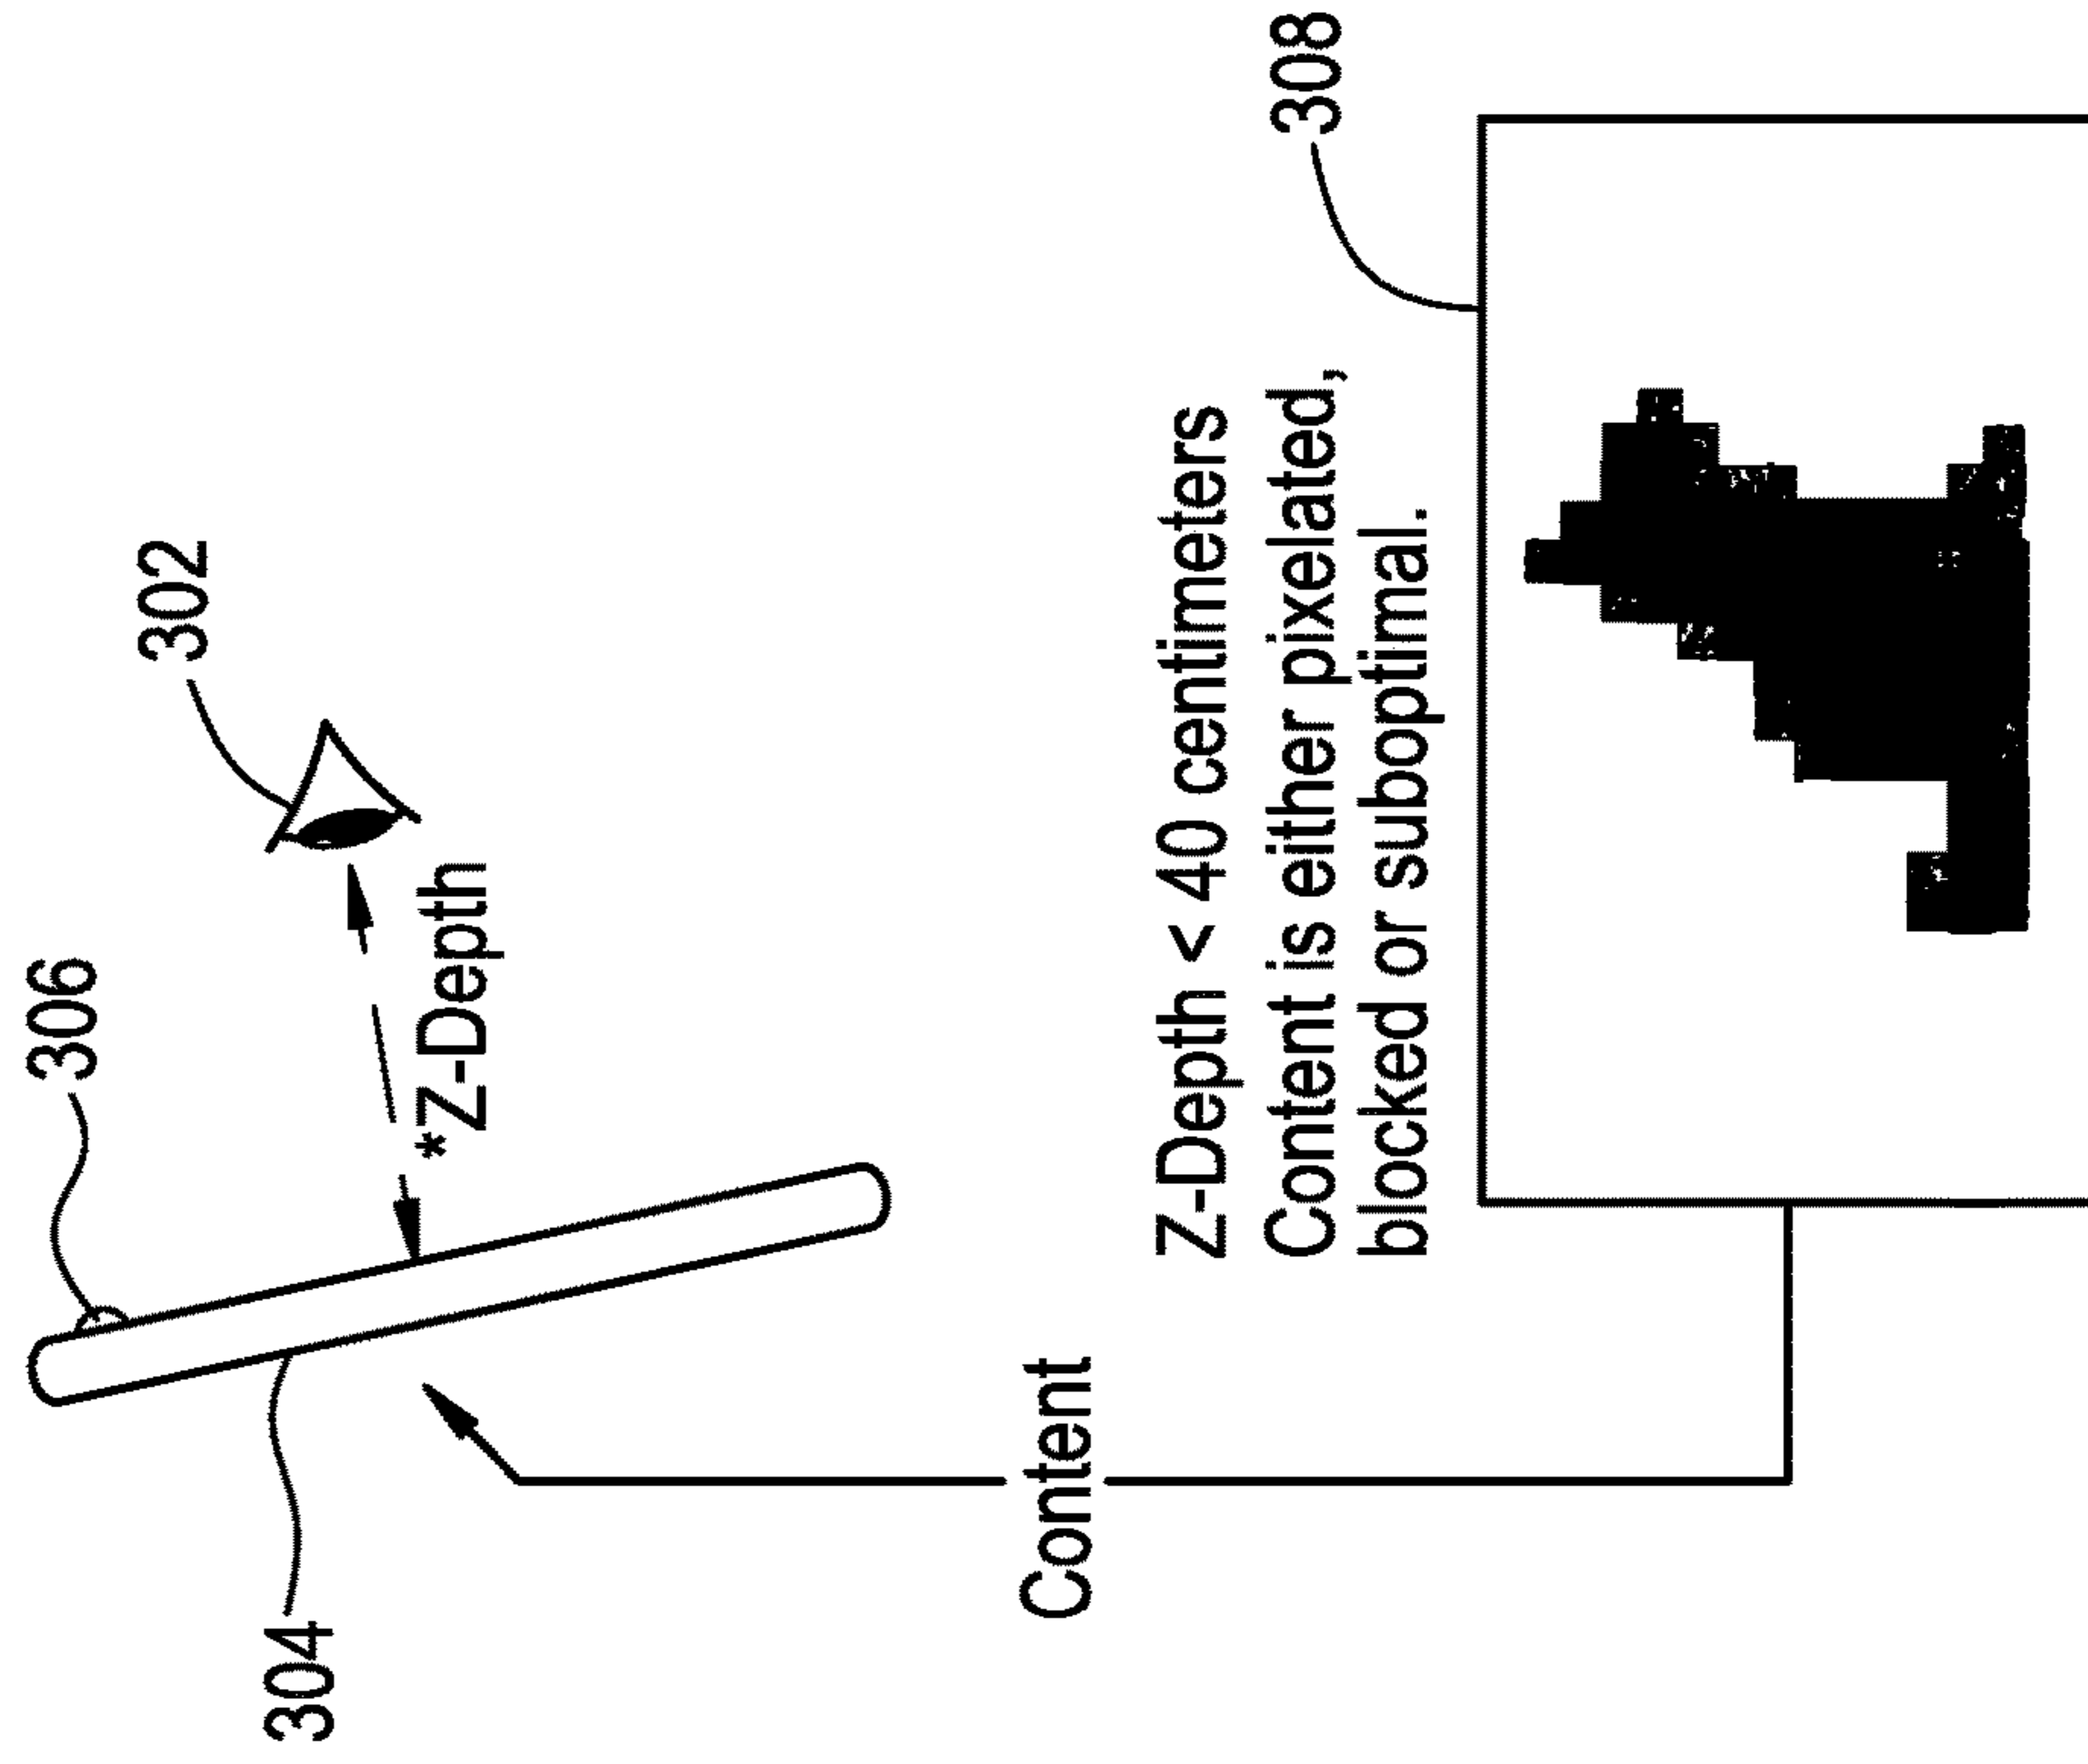 306
302
304
*Z-Depth
Content
308
Z-Depth < 40 centimeters
Content is either pixelated,
blocked or suboptimal.